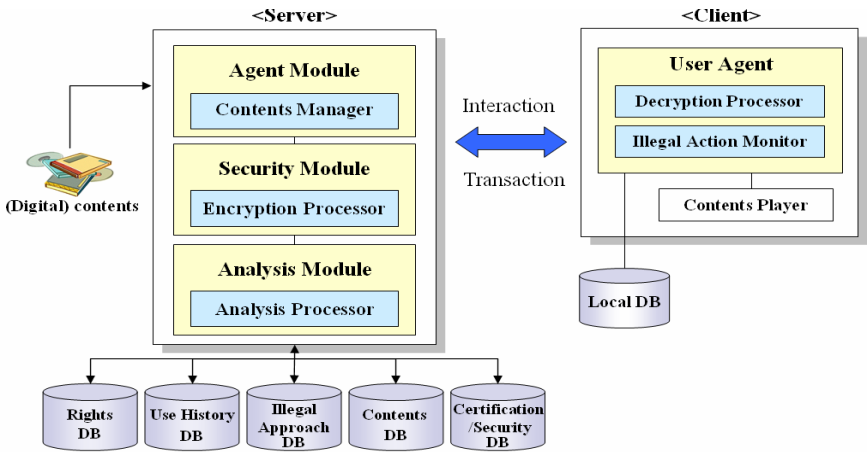 <Server>
Agent Module
Contents Manager
Security Module
Encryption Processor
Analysis Module
Analysis Processor
(Digital) contents
Interaction
Transaction
<Client>
User Agent
Decryption Processor
Illegal Action Monitor
Contents Player
Local DB
Rights
DB
Use History
DB
Illegal
Approach
DB
Contents
DB
Certification
/Security
DB